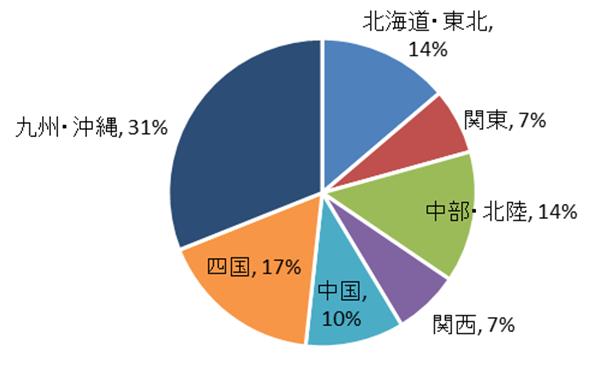 北海道・東北,
14%
関東, 7%
中部・北陸, 14%
関西, 7%
中国,
10%
四国, 17%
九州・沖縄, 31%